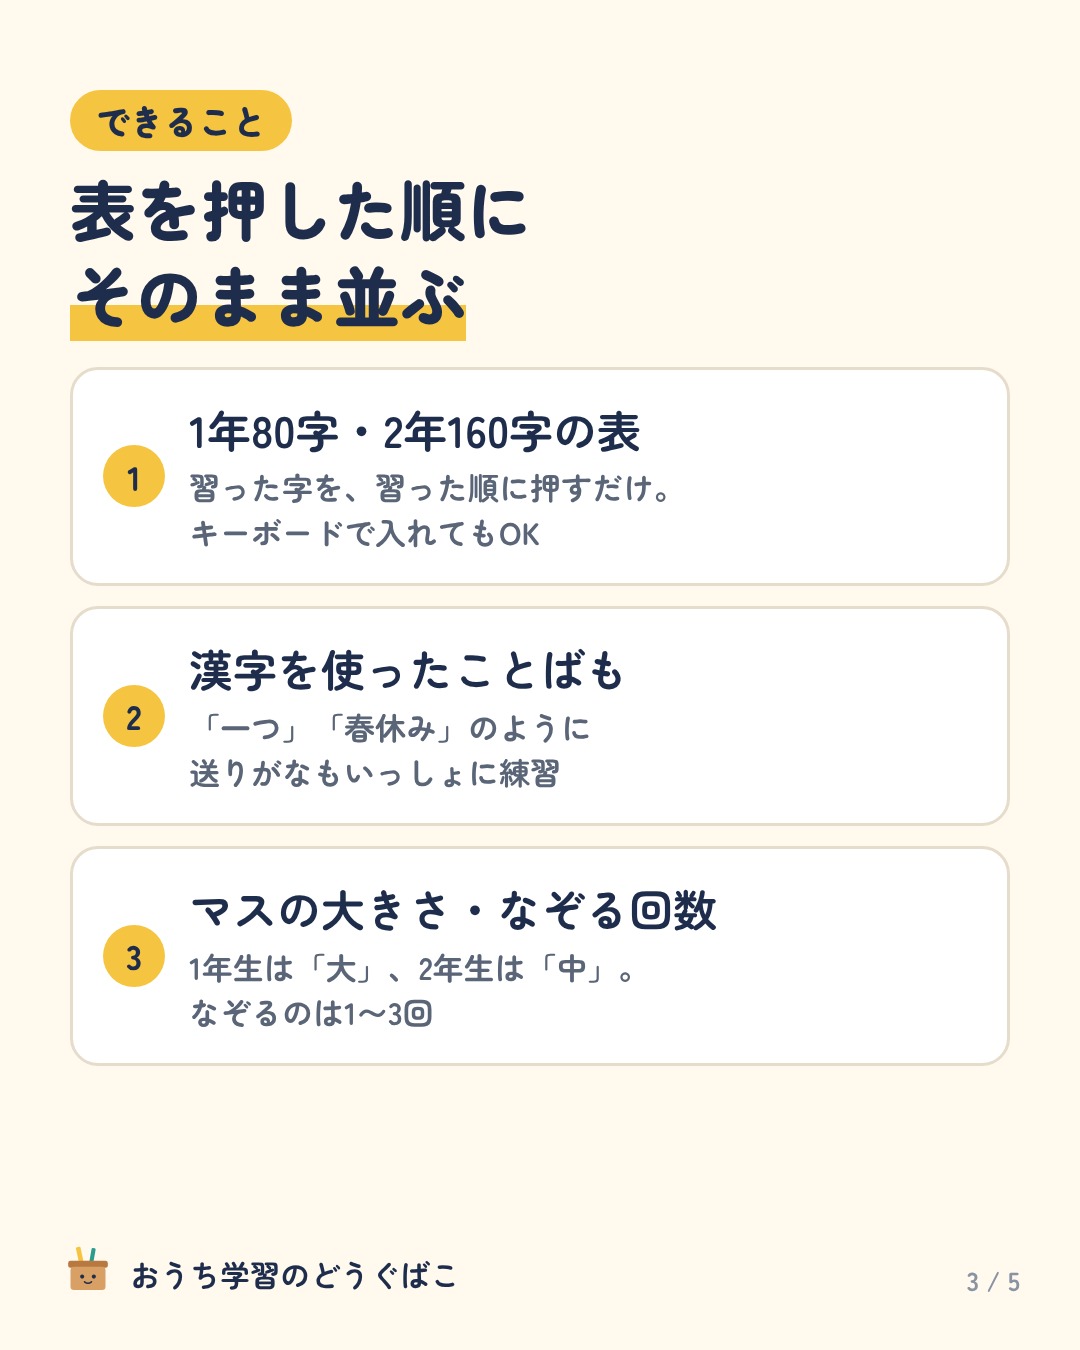 できること
表を押した順に
そのまま並ぶ
1
1年80字・2年160字の表
習った字を、習った順に押すだけ。
キーボードで入れてもOK
2
漢字を使ったことばも
「一つ」「春休み」のように
送りがなもいっしょに練習
3
マスの大きさ・なぞる回数
1年生は「大」、2年生は「中」。
なぞるのは1〜3回
おうち学習のどうぐばこ
3 / 5